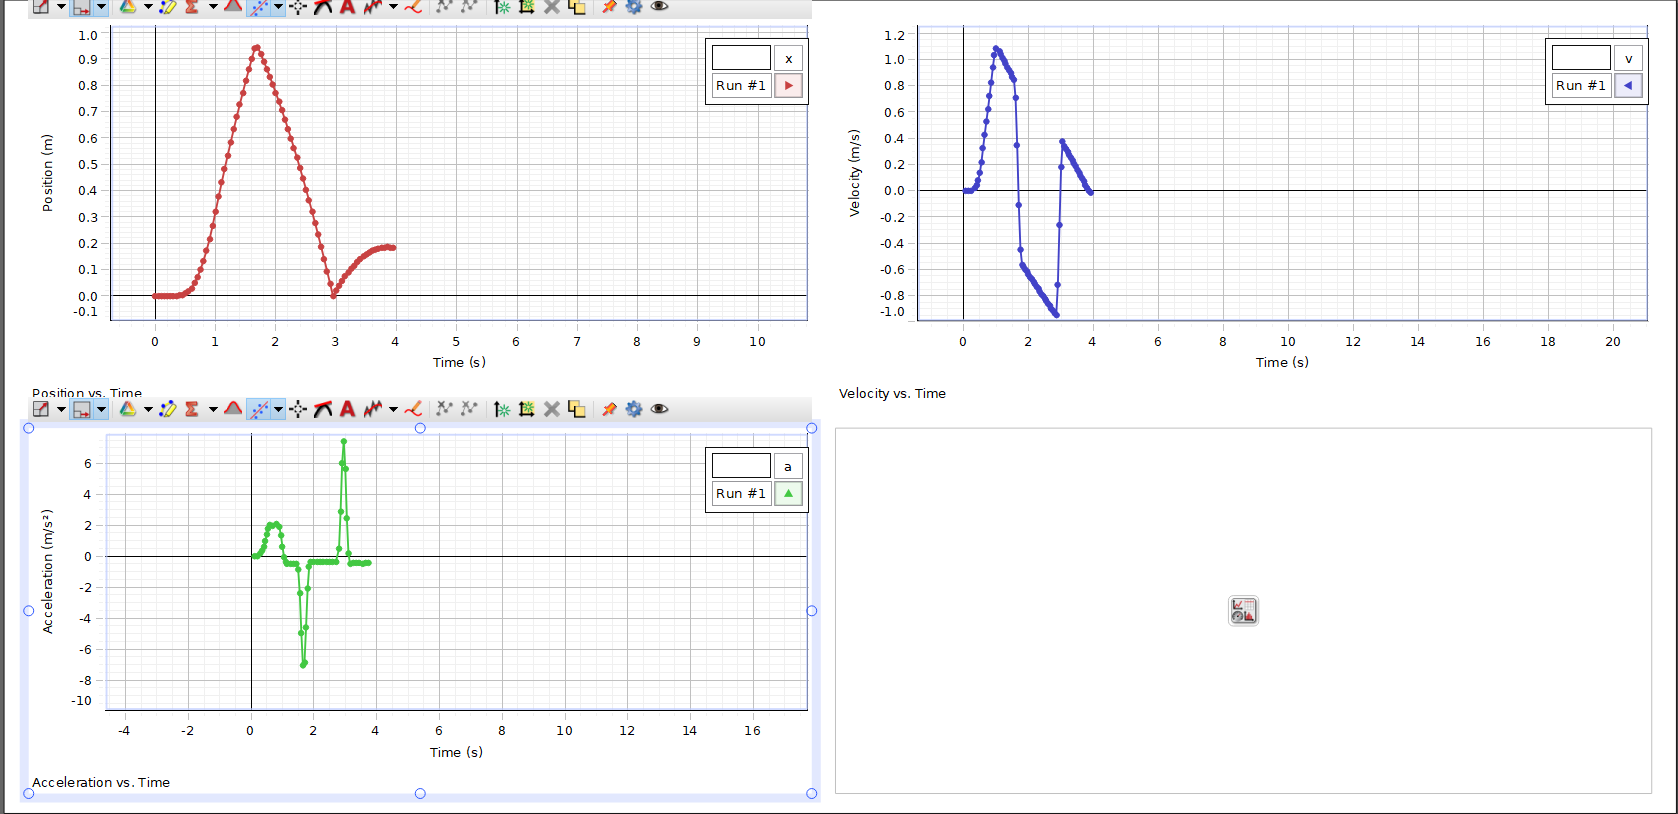 1.0
0.9
0.8
0.7
0.6
0.5
0.4
0.3
0.2
0.1
0.0
-0.1
Position (m)
x
Run #1
0 1 2 3 4 5 6 7 8 9 10
Time (s)
Position vs. Time
1.2
1.0
0.8
0.6
0.4
0.2
0.0
-0.2
-0.4
-0.6
-0.8
-1.0
Velocity (m/s)
v
Run #1
0 2 4 6 8 10 12 14 16 18 20
Time (s)
Velocity vs. Time
6
4
2
0
-2
-4
-6
-8
-10
Acceleration (m/s²)
a
Run #1
-4 -2 0 2 4 6 8 10 12 14 16
Time (s)
Acceleration vs. Time